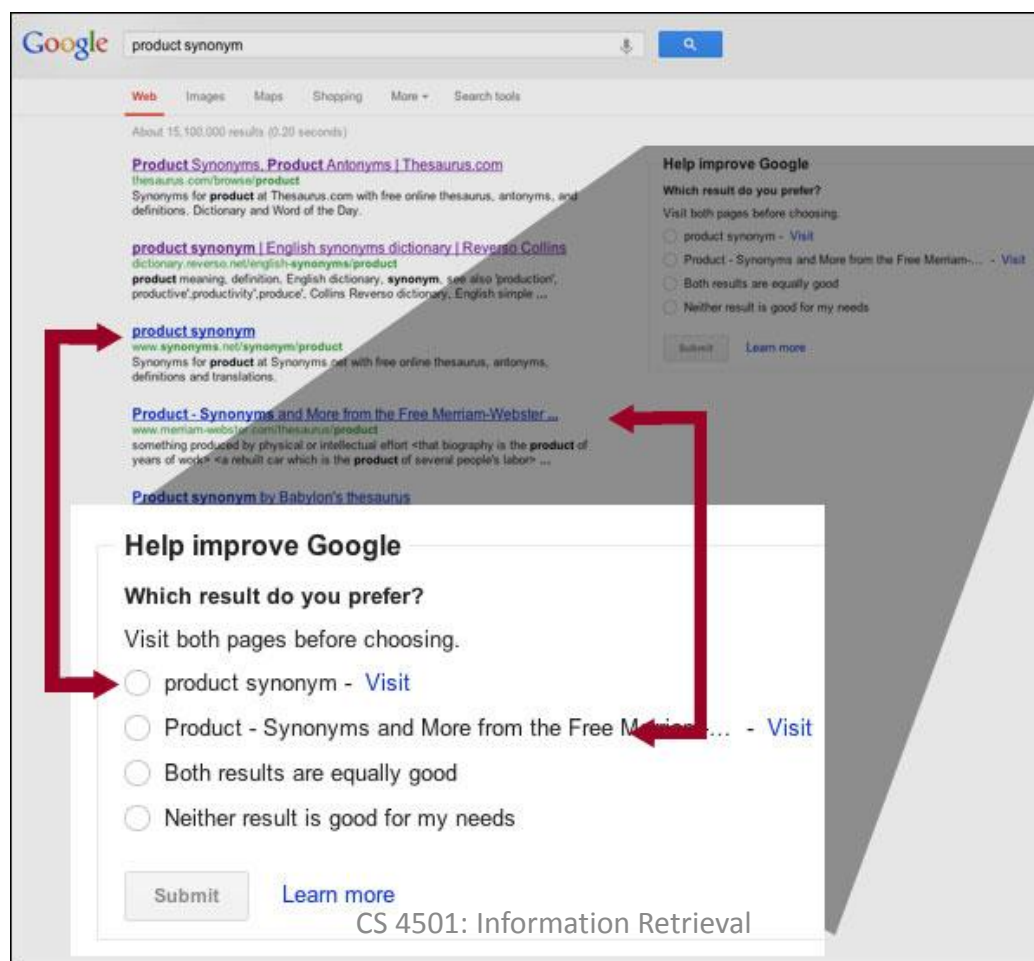 Google product synonym
Web Images Maps Shopping More Search tools
About 15,100,000 results (0.20 seconds)
Product Synonyms, Product Antonyms | Thesaurus.com
thesaurus.com/browse/product
Synonyms for product at Thesaurus.com with free online thesaurus, antonyms, and
definitions. Dictionary and Word of the Day.
product synonym | English synonyms dictionary | Reverso Collins
dictionary.reverso.net/english-synonyms/product
product meaning, definition, English dictionary, synonym, see also 'production',
productive',productivity',produce', Collins Reverso dictionary, English simple ...
product synonym
www.synonyms.net/synonym/product
Synonyms for product at Synonyms.net with free online thesaurus, antonyms,
definitions and translations.
Product - Synonyms and More from the Free Merriam-Webster ...
www.merriam-webster.com/thesaurus/product
something produced by physical or intellectual effort <that biography is the product of
years of work> <a rebuilt car which is the product of several people's labor> ...
Product synonym by Babylon's thesaurus
Help improve Google
Which result do you prefer?
Visit both pages before choosing.
product synonym - Visit
Product - Synonyms and More from the Free Merriam-... - Visit
Both results are equally good
Neither result is good for my needs
Submit Learn more
Help improve Google
Which result do you prefer?
Visit both pages before choosing.
product synonym - Visit
Product - Synonyms and More from the Free Merriam-... - Visit
Both results are equally good
Neither result is good for my needs
Submit Learn more
CS 4501: Information Retrieval